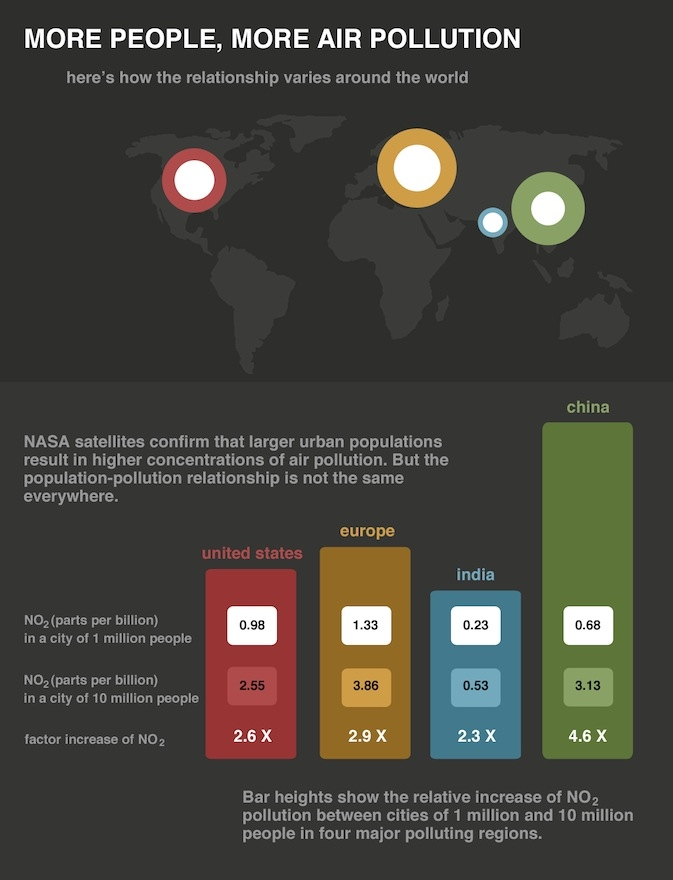 MORE PEOPLE, MORE AIR POLLUTION
here's how the relationship varies around the world
china
NASA satellites confirm that larger urban populations
result in higher concentrations of air pollution. But the
population-pollution relationship is not the same
everywhere.
europe
united states
india
NO₂ (parts per billion)
in a city of 1 million people
0.98
1.33
0.23
0.68
NO₂ (parts per billion)
in a city of 10 million people
2.55
3.86
0.53
3.13
factor increase of NO₂
2.6 X
2.9 X
2.3 X
4.6 X
Bar heights show the relative increase of NO₂
pollution between cities of 1 million and 10 million
people in four major polluting regions.